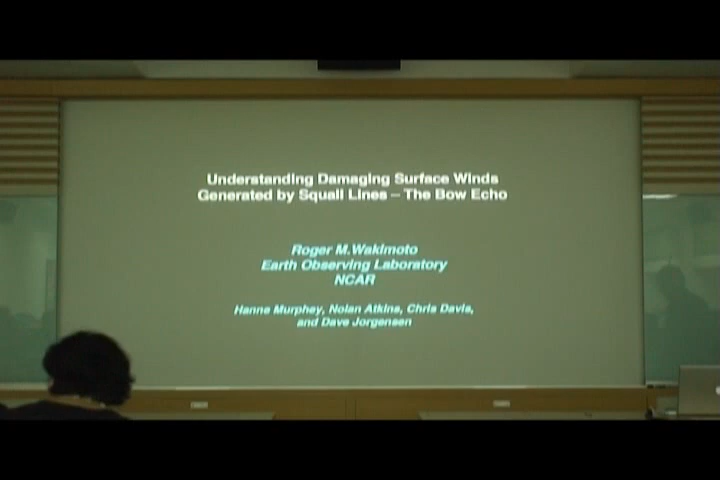 Understanding Damaging Surface Winds
Generated by Squall Lines – The Bow Echo
Roger M.Wakimoto
Earth Observing Laboratory
NCAR
Hanne Murphey, Nolan Atkins, Chris Davis,
and Dave Jorgensen